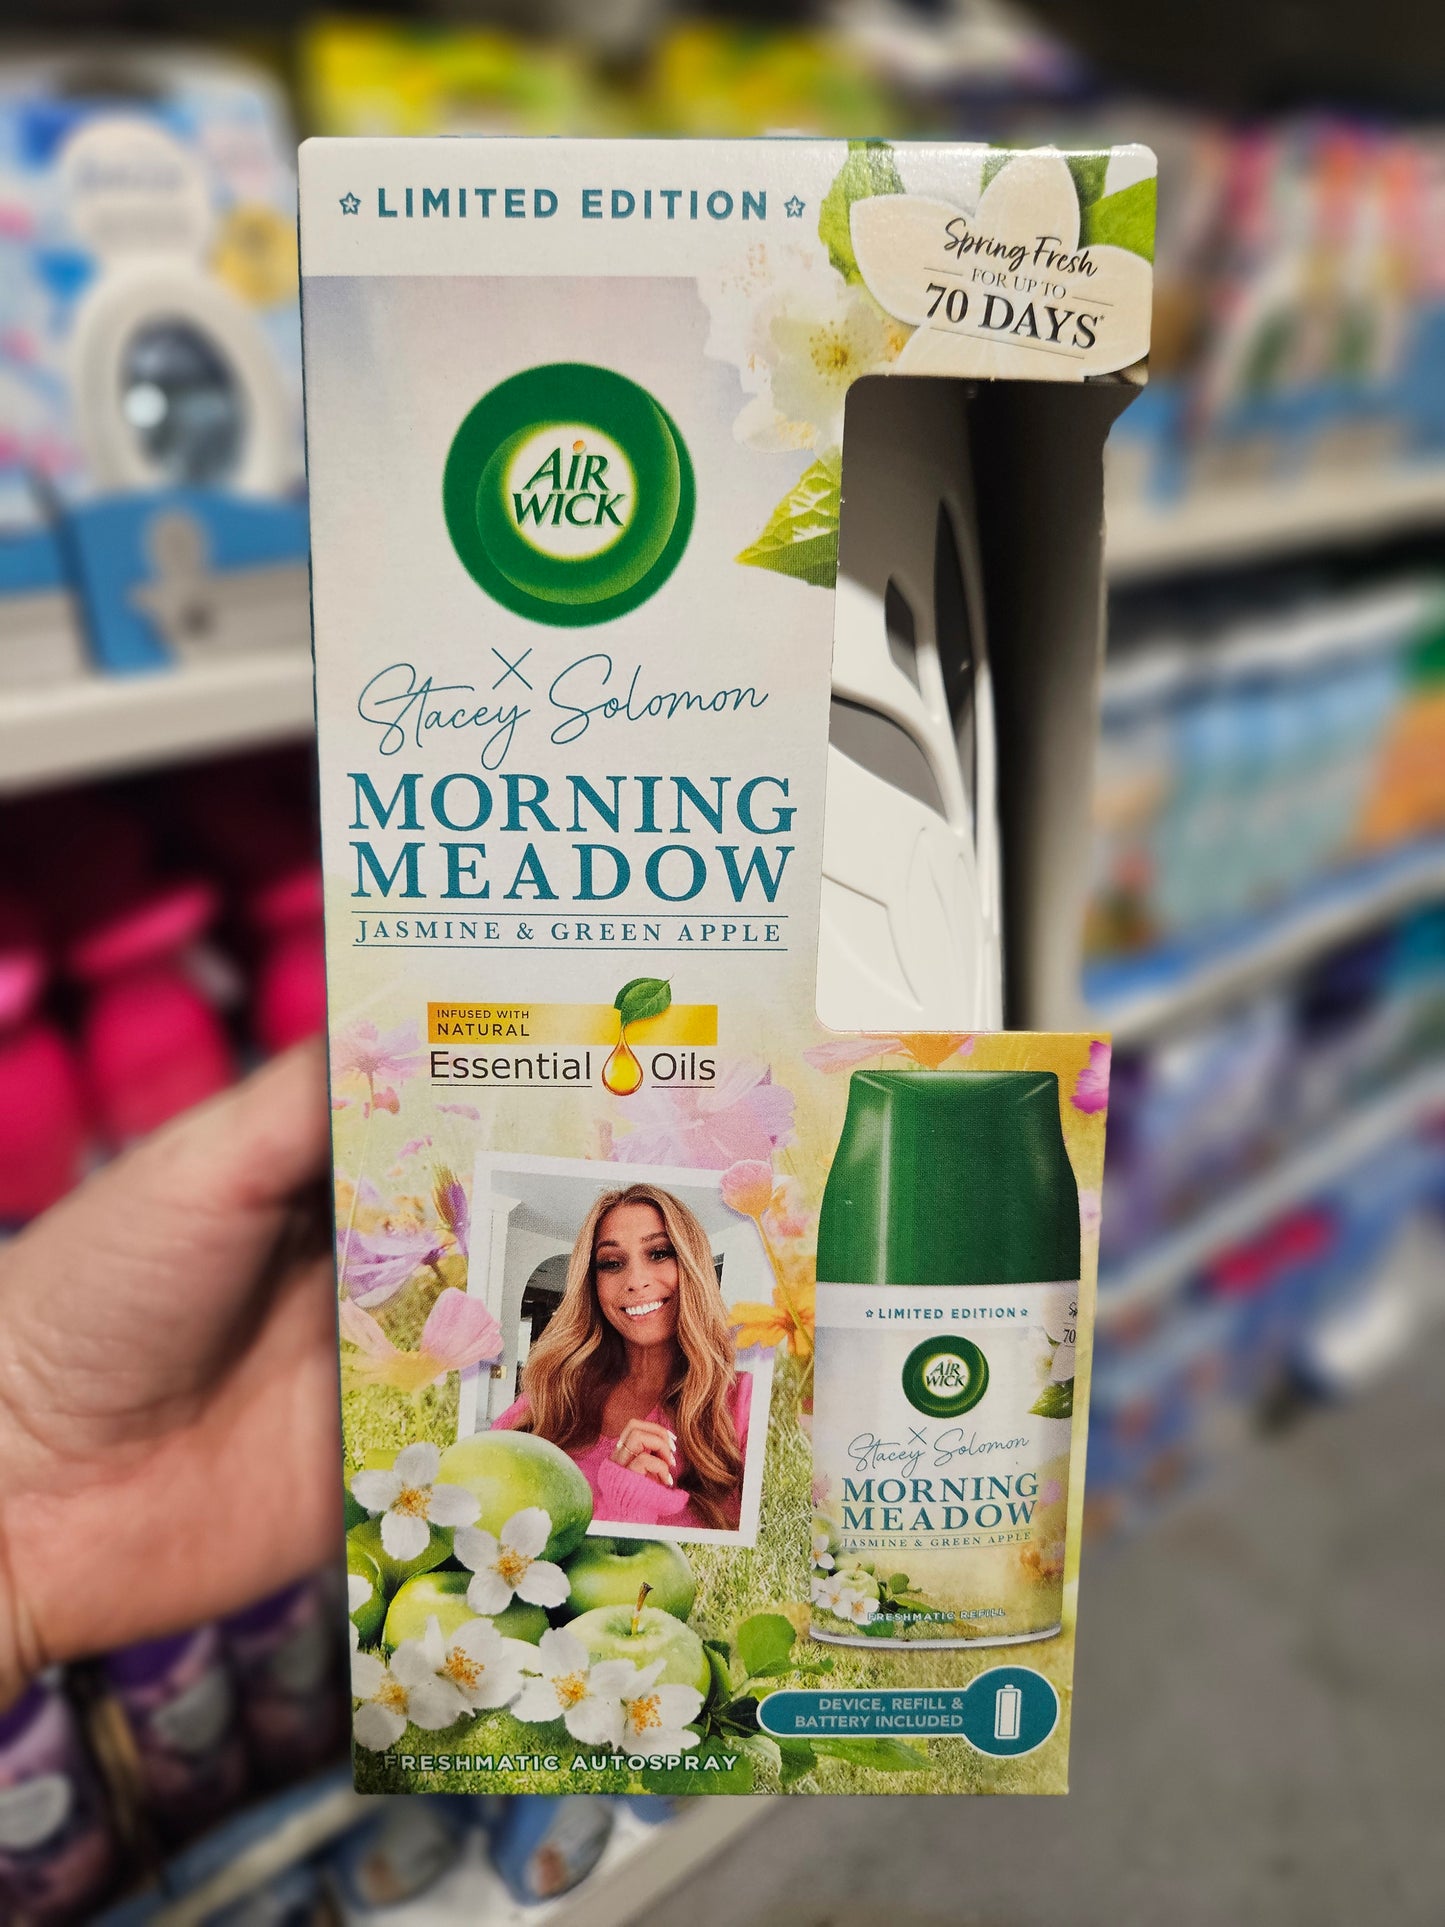 LIMITED EDITION
Spring Fresh
FOR UP TO
70 DAYS*
AIR
WICK
X
Stacey Solomon
MORNING
MEADOW
JASMINE & GREEN APPLE
INFUSED WITH
NATURAL
Essential Oils
LIMITED EDITION
70
AIR
WICK
X
Stacey Solomon
MORNING
MEADOW
JASMINE & GREEN APPLE
FRESHMATIC REFILL
DEVICE, REFILL &
BATTERY INCLUDED
FRESHMATIC AUTOSPRAY